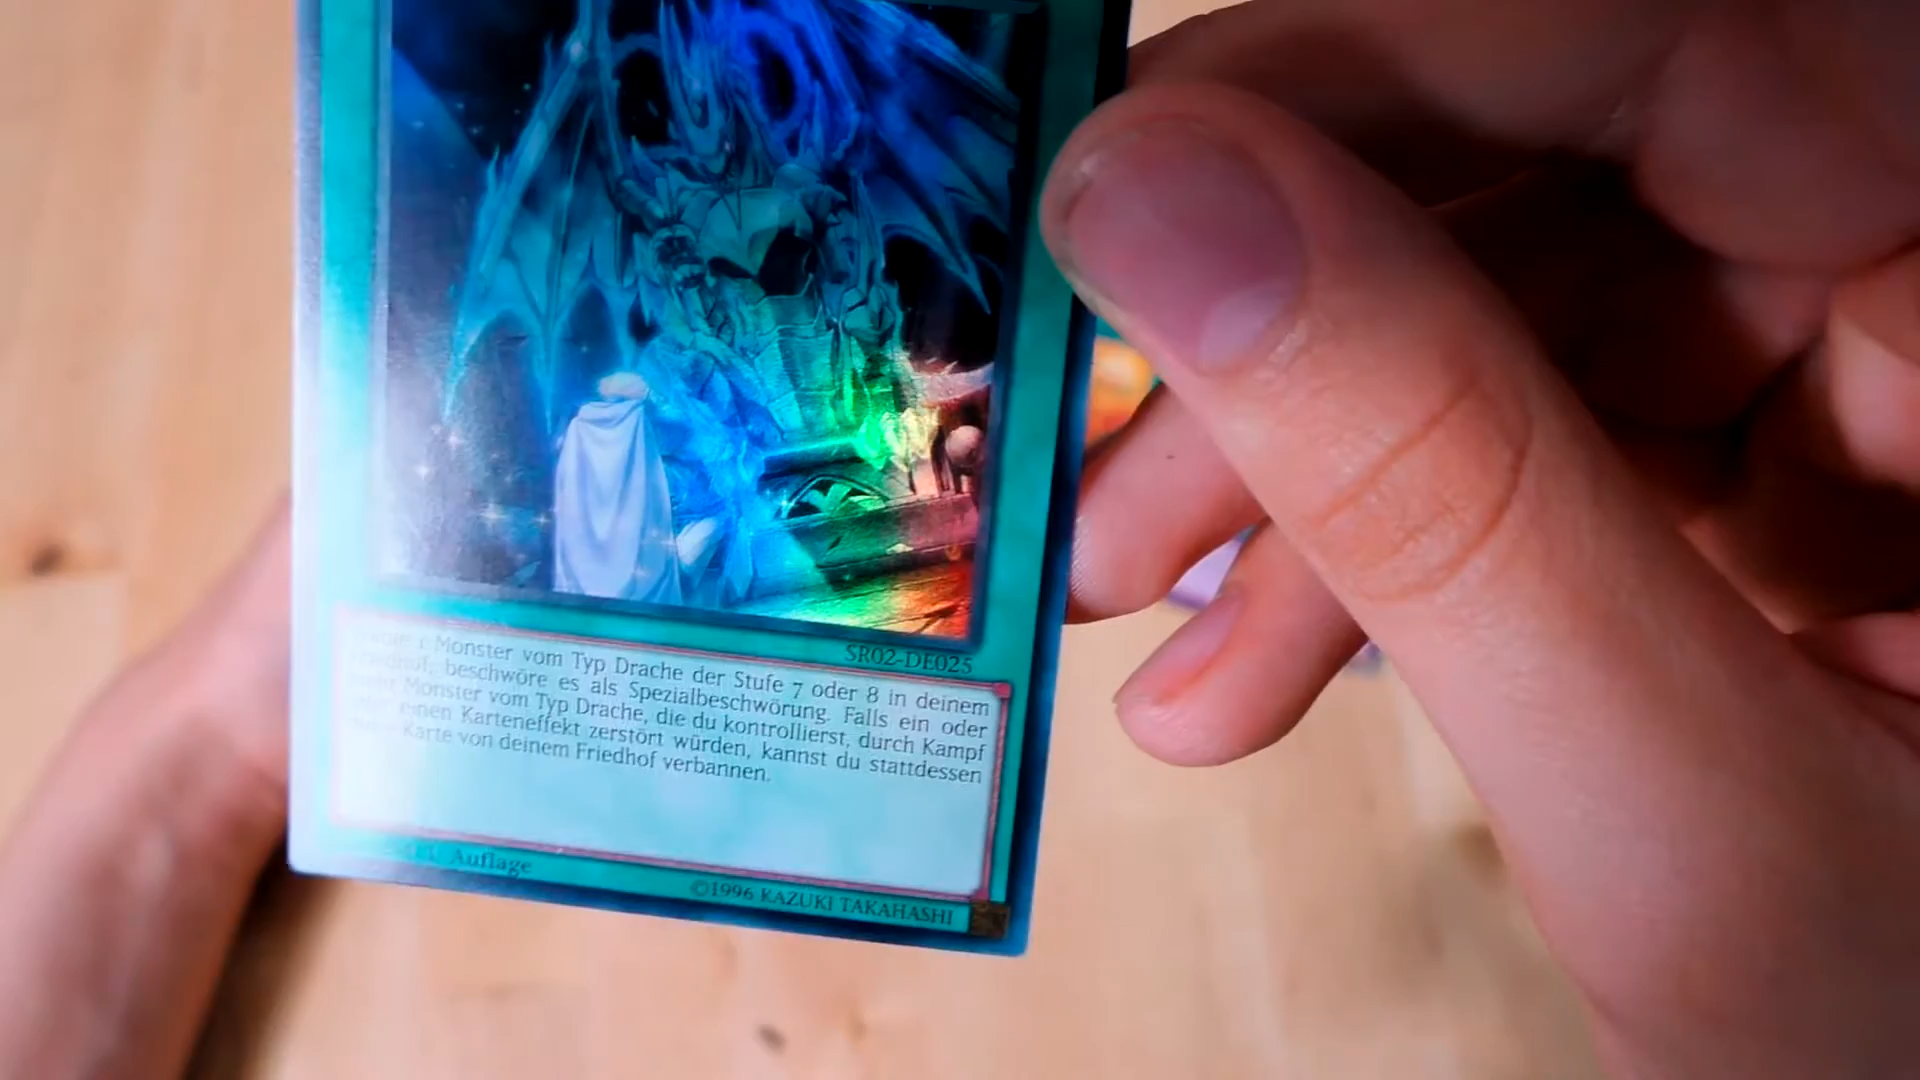 SR02-DE025
Monster vom Typ Drache der Stufe 7 oder 8 in deinem
beschwöre es als Spezialbeschwörung. Falls ein oder
Monster vom Typ Drache, die du kontrollierst, durch Kampf
einen Karteneffekt zerstört würden, kannst du stattdessen
Karte von deinem Friedhof verbannen.
Auflage
©1996 KAZUKI TAKAHASHI